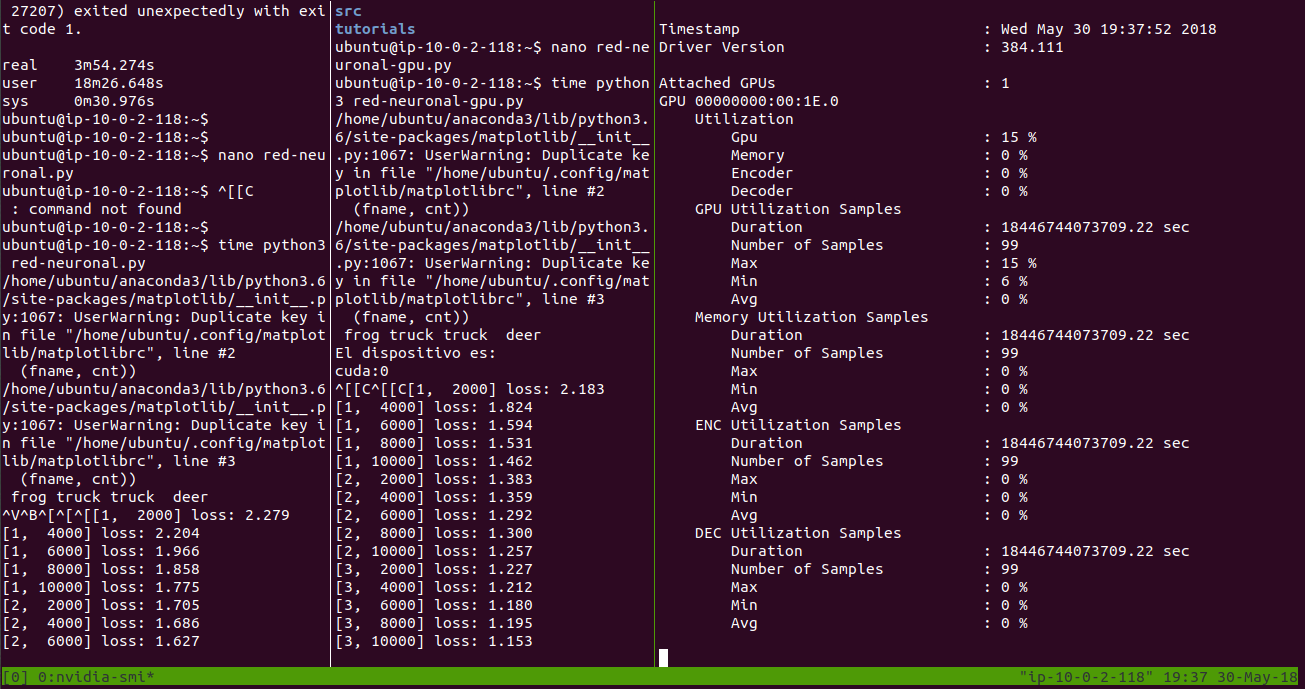 27207) exited unexpectedly with exi
t code 1.

real    3m54.274s
user    18m26.648s
sys     0m30.976s
ubuntu@ip-10-0-2-118:~$
ubuntu@ip-10-0-2-118:~$
ubuntu@ip-10-0-2-118:~$ nano red-neu
ronal.py
ubuntu@ip-10-0-2-118:~$ ^[[C
 : command not found
ubuntu@ip-10-0-2-118:~$
ubuntu@ip-10-0-2-118:~$ time python3
 red-neuronal.py
/home/ubuntu/anaconda3/lib/python3.6
/site-packages/matplotlib/__init__.p
y:1067: UserWarning: Duplicate key i
n file "/home/ubuntu/.config/matplot
lib/matplotlibrc", line #2
  (fname, cnt))
/home/ubuntu/anaconda3/lib/python3.6
/site-packages/matplotlib/__init__.p
y:1067: UserWarning: Duplicate key i
n file "/home/ubuntu/.config/matplot
lib/matplotlibrc", line #3
  (fname, cnt))
 frog truck truck  deer
^V^B^[^[^[[1,  2000] loss: 2.279
[1,  4000] loss: 2.204
[1,  6000] loss: 1.966
[1,  8000] loss: 1.858
[1, 10000] loss: 1.775
[2,  2000] loss: 1.705
[2,  4000] loss: 1.686
[2,  6000] loss: 1.627
src
tutorials
ubuntu@ip-10-0-2-118:~$ nano red-ne
uronal-gpu.py
ubuntu@ip-10-0-2-118:~$ time python
3 red-neuronal-gpu.py
/home/ubuntu/anaconda3/lib/python3.
6/site-packages/matplotlib/__init__
.py:1067: UserWarning: Duplicate ke
y in file "/home/ubuntu/.config/mat
plotlib/matplotlibrc", line #2
  (fname, cnt))
/home/ubuntu/anaconda3/lib/python3.
6/site-packages/matplotlib/__init__
.py:1067: UserWarning: Duplicate ke
y in file "/home/ubuntu/.config/mat
plotlib/matplotlibrc", line #3
  (fname, cnt))
 frog truck truck  deer
El dispositivo es:
cuda:0
^[[C^[[C[1,  2000] loss: 2.183
[1,  4000] loss: 1.824
[1,  6000] loss: 1.594
[1,  8000] loss: 1.531
[1, 10000] loss: 1.462
[2,  2000] loss: 1.383
[2,  4000] loss: 1.359
[2,  6000] loss: 1.292
[2,  8000] loss: 1.300
[2, 10000] loss: 1.257
[3,  2000] loss: 1.227
[3,  4000] loss: 1.212
[3,  6000] loss: 1.180
[3,  8000] loss: 1.195
[3, 10000] loss: 1.153
Timestamp                           : Wed May 30 19:37:52 2018
Driver Version                      : 384.111

Attached GPUs                       : 1
GPU 00000000:00:1E.0
    Utilization
        Gpu                         : 15 %
        Memory                      : 0 %
        Encoder                     : 0 %
        Decoder                     : 0 %
    GPU Utilization Samples
        Duration                    : 18446744073709.22 sec
        Number of Samples           : 99
        Max                         : 15 %
        Min                         : 6 %
        Avg                         : 0 %
    Memory Utilization Samples
        Duration                    : 18446744073709.22 sec
        Number of Samples           : 99
        Max                         : 0 %
        Min                         : 0 %
        Avg                         : 0 %
    ENC Utilization Samples
        Duration                    : 18446744073709.22 sec
        Number of Samples           : 99
        Max                         : 0 %
        Min                         : 0 %
        Avg                         : 0 %
    DEC Utilization Samples
        Duration                    : 18446744073709.22 sec
        Number of Samples           : 99
        Max                         : 0 %
        Min                         : 0 %
        Avg                         : 0 %
[0] 0:nvidia-smi* "ip-10-0-2-118" 19:37 30-May-18